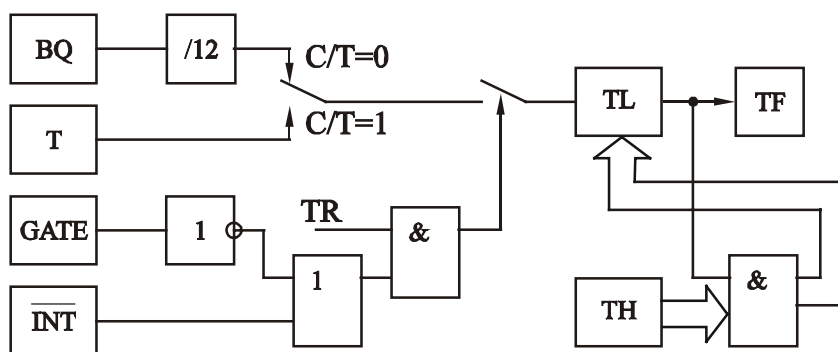 BQ
/12
C/T=0
T
C/T=1
TL
TF
GATE
1
TR
&
1
INT
TH
&